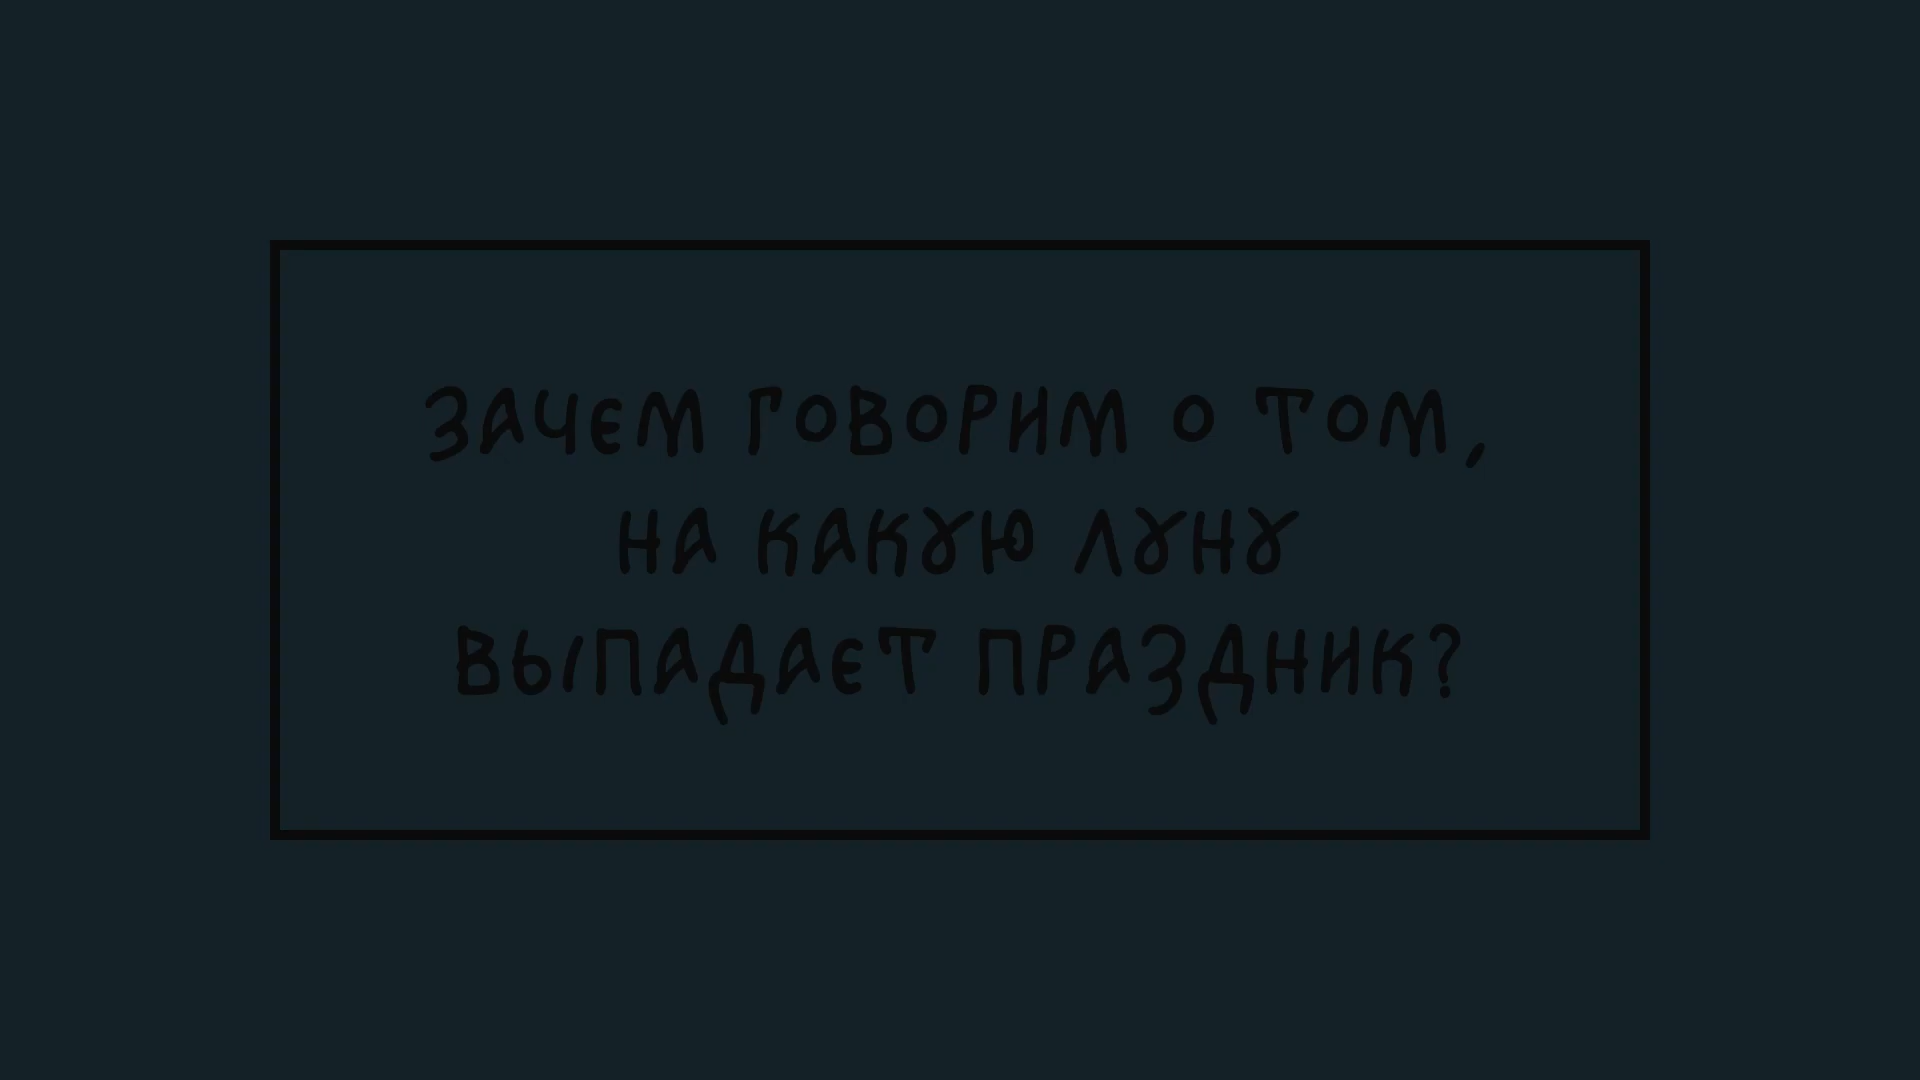 ЗАЧЕМ ГОВОРИМ О ТОМ,
НА КАКУЮ ЛУНУ
ВЫПАДАЕТ ПРАЗДНИК?